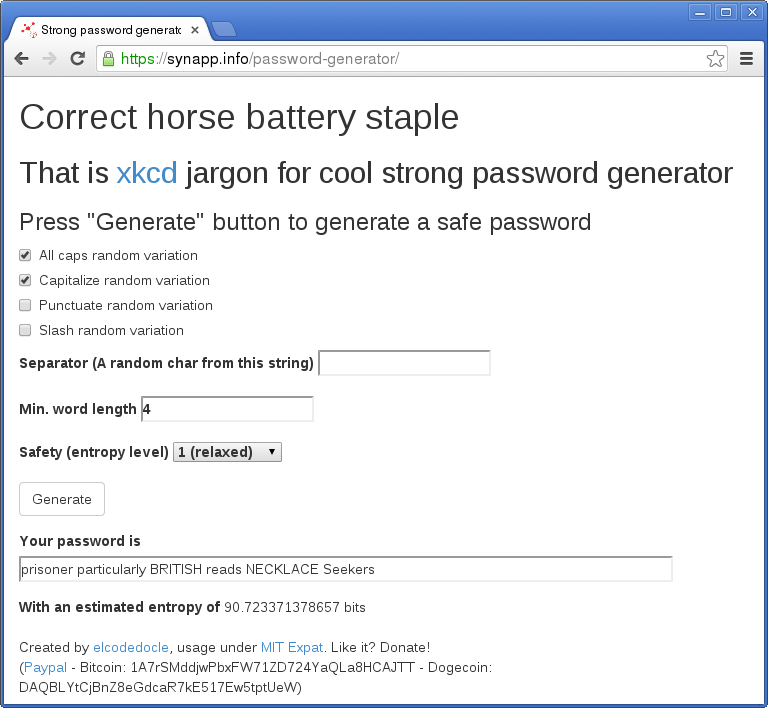 Strong password generato
https://synapp.info/password-generator/
Correct horse battery staple
That is xkcd jargon for cool strong password generator
Press "Generate" button to generate a safe password
All caps random variation
Capitalize random variation
Punctuate random variation
Slash random variation
Separator (A random char from this string)
Min. word length 4
Safety (entropy level) 1 (relaxed)
Generate
Your password is
prisoner particularly BRITISH reads NECKLACE Seekers
With an estimated entropy of 90.723371378657 bits
Created by elcodedocle, usage under MIT Expat. Like it? Donate!
(Paypal - Bitcoin: 1A7rSMddjwPbxFW71ZD724YaQLa8HCAJTT - Dogecoin:
DAQBLYtCjBnZ8eGdcaR7kE517Ew5tptUeW)